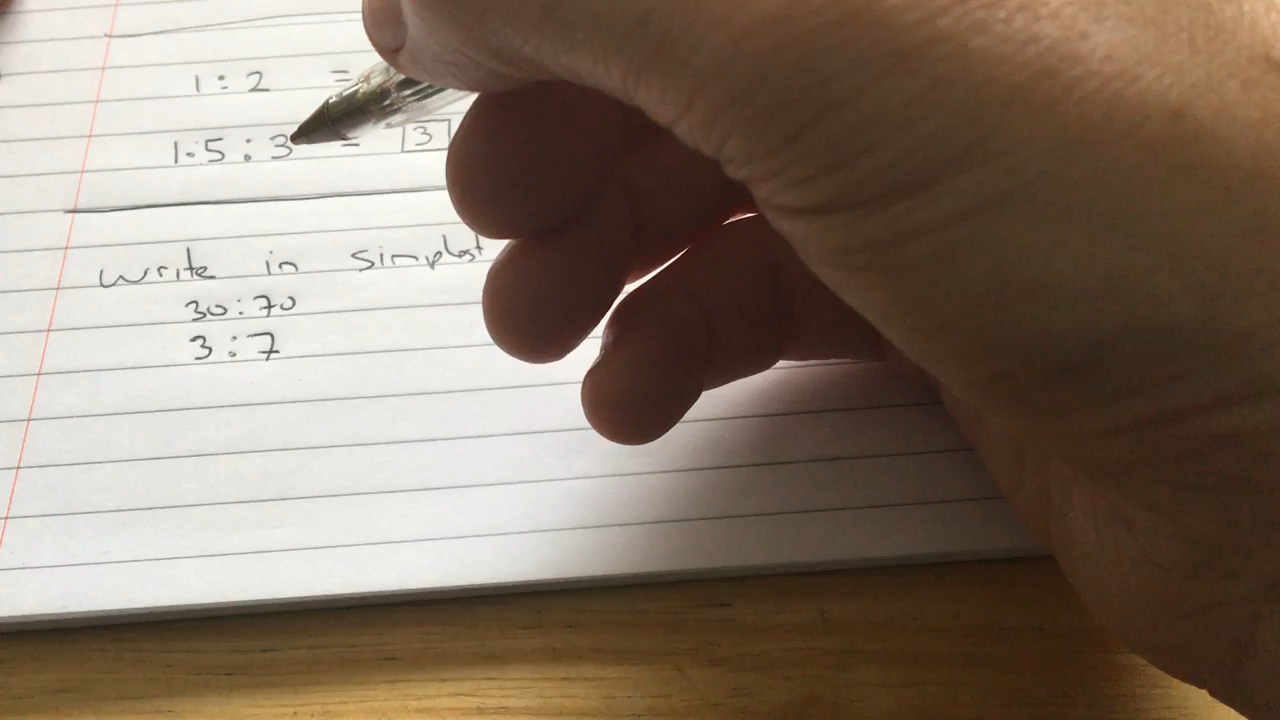 1 : 2 =
1.5 : 3 = 3
write in simplest
30:70
3:7